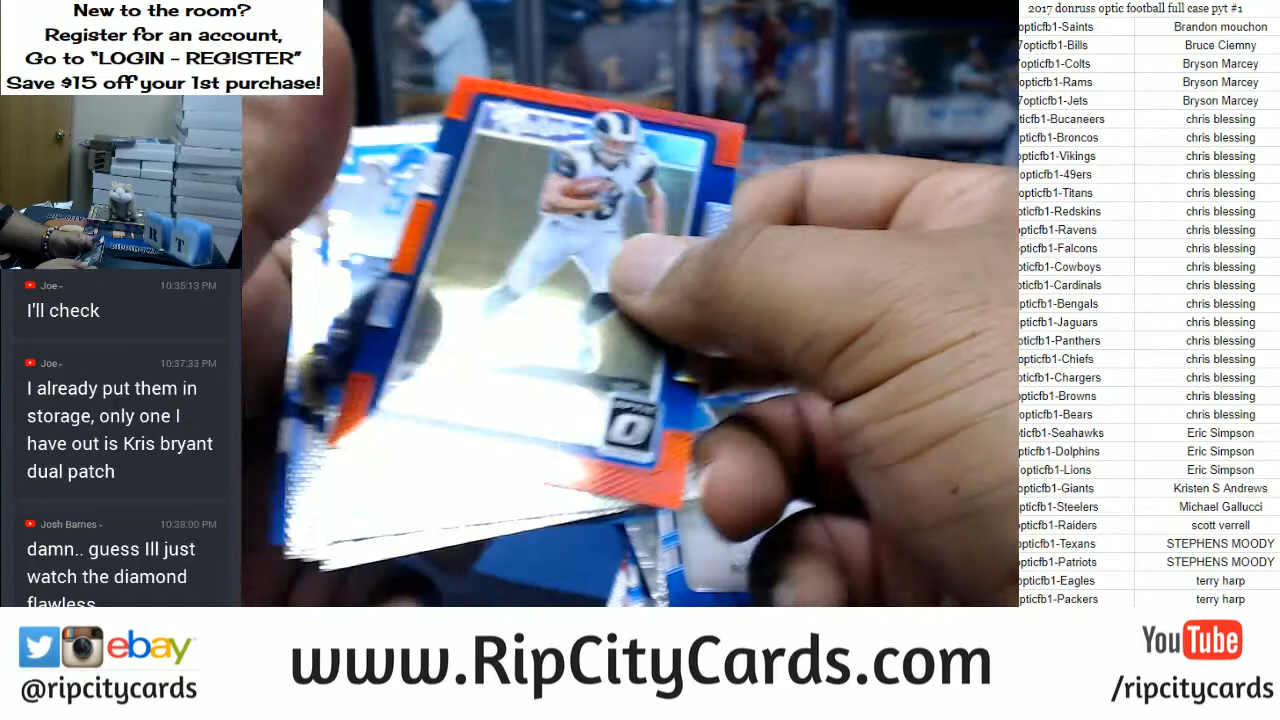 New to the room?
Register for an account,
Go to "LOGIN - REGISTER"
Save $15 off your 1st purchase!
Joe
10:35:13 PM
I'll check
Joe
10:37:33 PM
I already put them in
storage, only one I
have out is Kris bryant
dual patch
Josh Barnes
10:38:00 PM
damn.. guess Ill just
watch the diamond
flawless
2017 donruss optic football full case pyt #1
opticfb1-Saints Brandon mouchon
7opticfb1-Bills Bruce Ciemny
7opticfb1-Colts Bryson Marcey
opticfb1-Rams Bryson Marcey
7opticfb1-Jets Bryson Marcey
opticfb1-Bucaneers chris blessing
opticfb1-Broncos chris blessing
opticfb1-Vikings chris blessing
opticfb1-49ers chris blessing
opticfb1-Titans chris blessing
opticfb1-Redskins chris blessing
opticfb1-Ravens chris blessing
opticfb1-Falcons chris blessing
opticfb1-Cowboys chris blessing
opticfb1-Cardinals chris blessing
opticfb1-Bengals chris blessing
opticfb1-Jaguars chris blessing
opticfb1-Panthers chris blessing
opticfb1-Chiefs chris blessing
opticfb1-Chargers chris blessing
opticfb1-Browns chris blessing
opticfb1-Bears chris blessing
opticfb1-Seahawks Eric Simpson
opticfb1-Dolphins Eric Simpson
opticfb1-Lions Eric Simpson
opticfb1-Giants Kristen S Andrews
opticfb1-Steelers Michael Gallucci
opticfb1-Raiders scott verrell
opticfb1-Texans STEPHENS MOODY
opticfb1-Patriots STEPHENS MOODY
opticfb1-Eagles terry harp
opticfb1-Packers terry harp
ebay
@ripcitycards
www.RipCityCards.com
YouTube
/ripcitycards